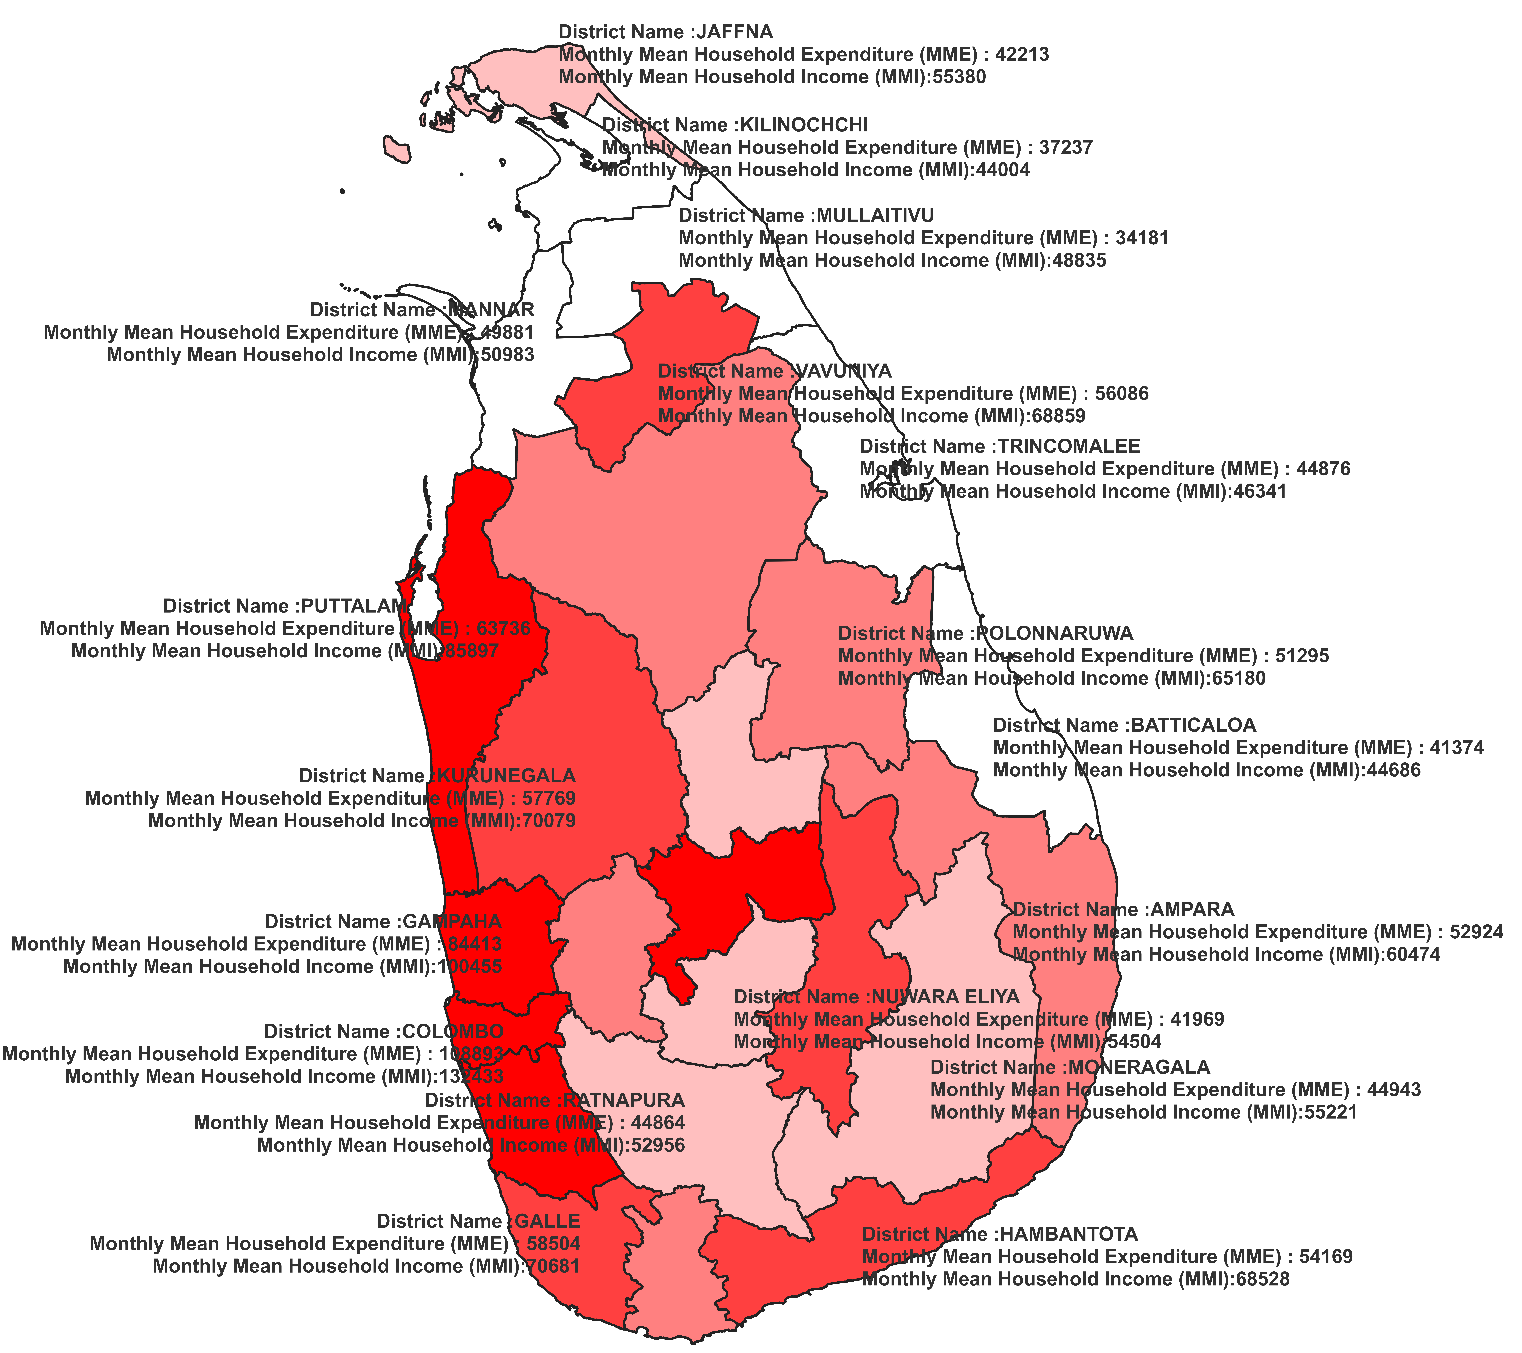 District Name :JAFFNA
Monthly Mean Household Expenditure (MME) : 42213
Monthly Mean Household Income (MMI):55380
District Name :KILINOCHCHI
Monthly Mean Household Expenditure (MME) : 37237
Monthly Mean Household Income (MMI):44004
District Name :MULLAITIVU
Monthly Mean Household Expenditure (MME) : 34181
Monthly Mean Household Income (MMI):48835
District Name :MANNAR
Monthly Mean Household Expenditure (MME) : 49881
Monthly Mean Household Income (MMI):50983
District Name :VAVUNIYA
Monthly Mean Household Expenditure (MME) : 56086
Monthly Mean Household Income (MMI):68859
District Name :TRINCOMALEE
Monthly Mean Household Expenditure (MME) : 44876
Monthly Mean Household Income (MMI):46341
District Name :PUTTALAM
Monthly Mean Household Expenditure (MME) : 63736
Monthly Mean Household Income (MMI):85897
District Name :POLONNARUWA
Monthly Mean Household Expenditure (MME) : 51295
Monthly Mean Household Income (MMI):65180
District Name :BATTICALOA
Monthly Mean Household Expenditure (MME) : 41374
Monthly Mean Household Income (MMI):44686
District Name :KURUNEGALA
Monthly Mean Household Expenditure (MME) : 57769
Monthly Mean Household Income (MMI):70079
District Name :AMPARA
Monthly Mean Household Expenditure (MME) : 52924
Monthly Mean Household Income (MMI):60474
District Name :GAMPAHA
Monthly Mean Household Expenditure (MME) : 84413
Monthly Mean Household Income (MMI):100455
District Name :NUWARA ELIYA
Monthly Mean Household Expenditure (MME) : 41969
Monthly Mean Household Income (MMI):54504
District Name :COLOMBO
Monthly Mean Household Expenditure (MME) : 108893
Monthly Mean Household Income (MMI):132433
District Name :MONERAGALA
Monthly Mean Household Expenditure (MME) : 44943
Monthly Mean Household Income (MMI):55221
District Name :RATNAPURA
Monthly Mean Household Expenditure (MME) : 44864
Monthly Mean Household Income (MMI):52956
District Name :GALLE
Monthly Mean Household Expenditure (MME) : 58504
Monthly Mean Household Income (MMI):70681
District Name :HAMBANTOTA
Monthly Mean Household Expenditure (MME) : 54169
Monthly Mean Household Income (MMI):68528